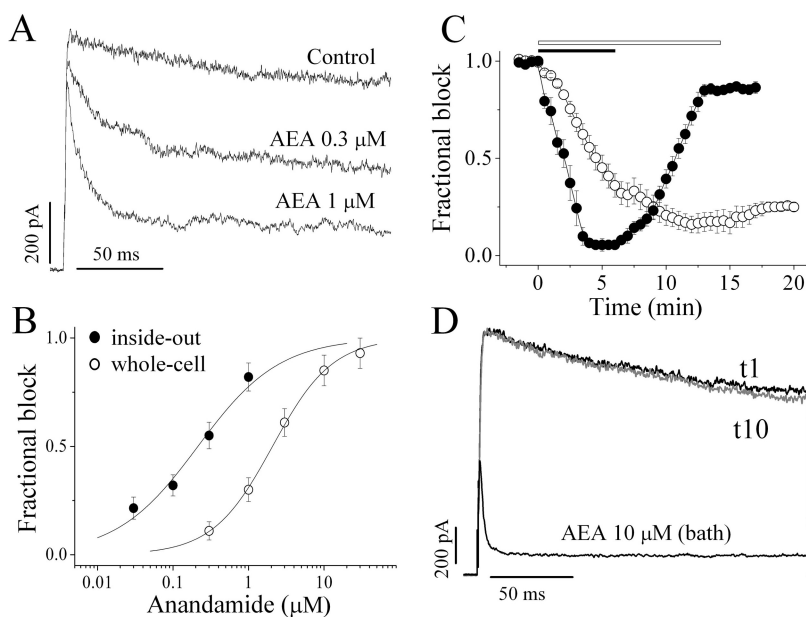 A
Control
AEA 0.3 μM
AEA 1 μM
200 pA
50 ms
B
inside-out
whole-cell
Fractional block
1.0
0.5
0.0
0.01
0.1
1
10
Anandamide (μM)
C
Fractional block
1.0
0.5
0.0
0
5
10
15
20
Time (min)
D
t1
t10
AEA 10 μM (bath)
200 pA
50 ms